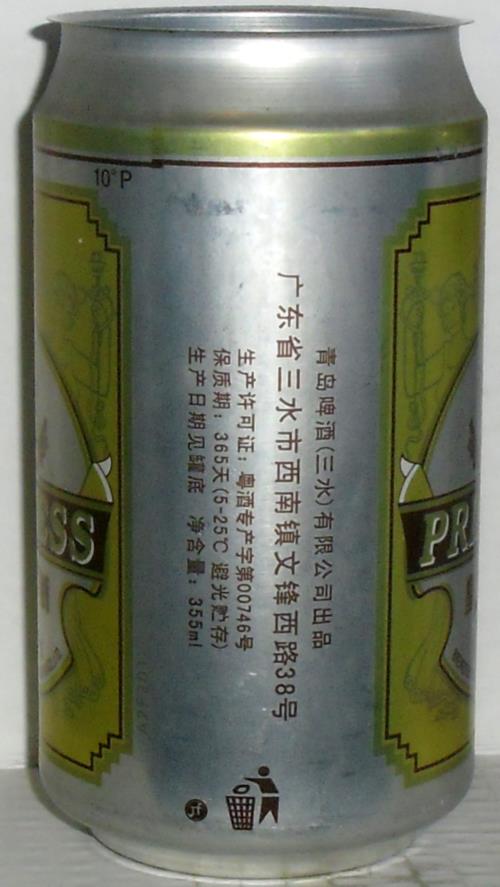 10°P
青岛啤酒(三水)有限公司出品
广东省三水市西南镇文锋西路38号
生产许可证：粤酒专产字第00746号
保质期：365天(5-25℃ 避光贮存)
生产日期见罐底 净含量：355ml
SS
PR